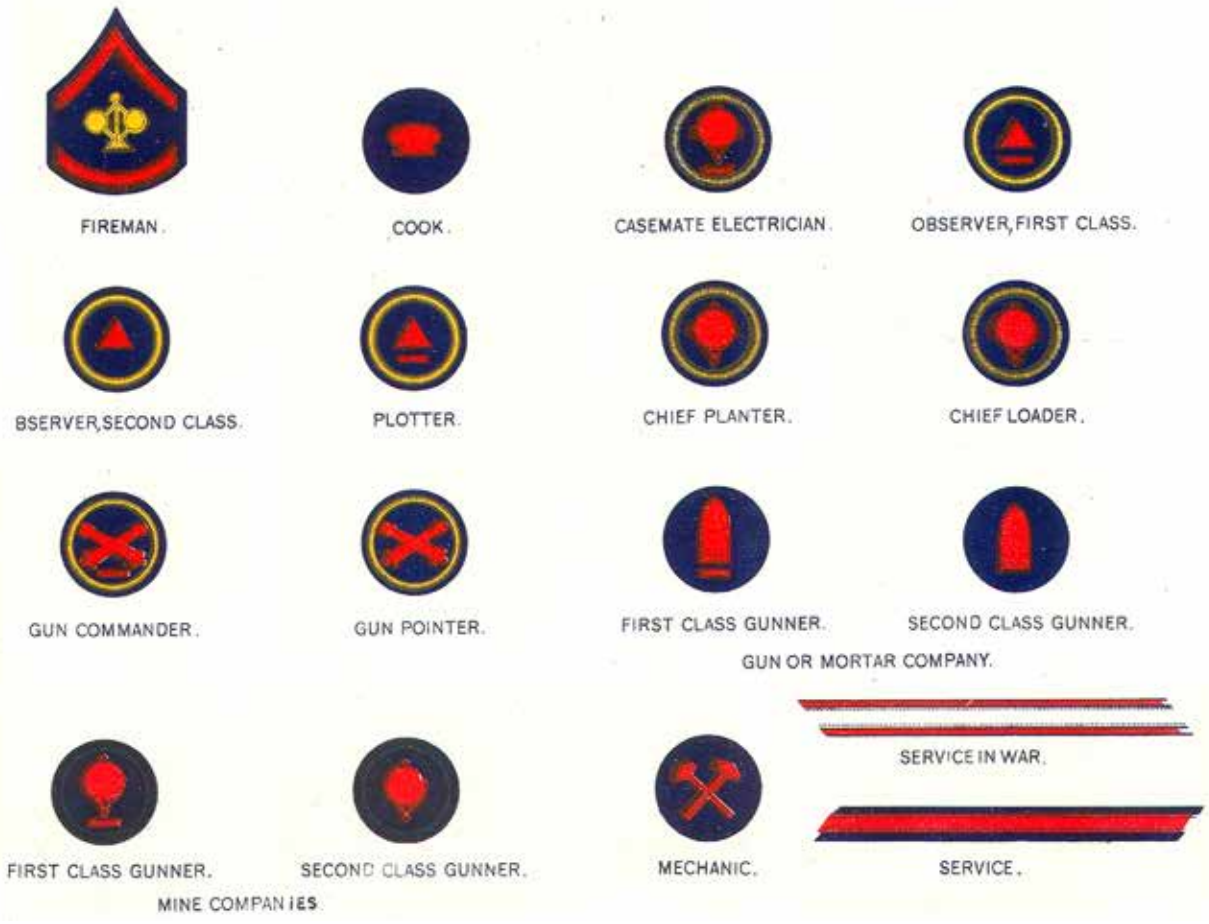 FIREMAN.
COOK.
CASEMATE ELECTRICIAN.
OBSERVER, FIRST CLASS.
BSERVER, SECOND CLASS.
PLOTTER.
CHIEF PLANTER.
CHIEF LOADER.
GUN COMMANDER.
GUN POINTER.
FIRST CLASS GUNNER.
SECOND CLASS GUNNER.
GUN OR MORTAR COMPANY.
SERVICE IN WAR.
FIRST CLASS GUNNER.
SECOND CLASS GUNNER.
MECHANIC.
SERVICE.
MINE COMPANIES